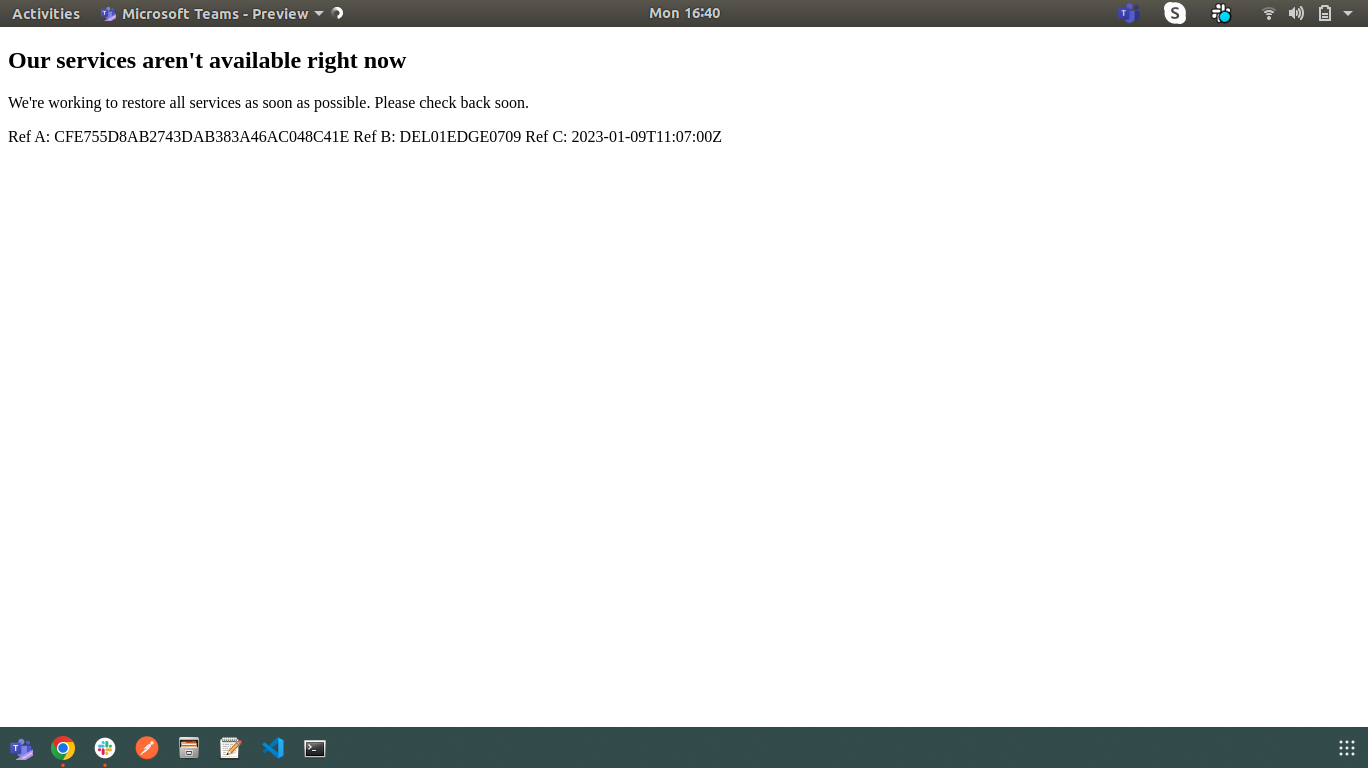 Activities Microsoft Teams - Preview Mon 16:40
Our services aren't available right now
We're working to restore all services as soon as possible. Please check back soon.
Ref A: CFE755D8AB2743DAB383A46AC048C41E Ref B: DEL01EDGE0709 Ref C: 2023-01-09T11:07:00Z